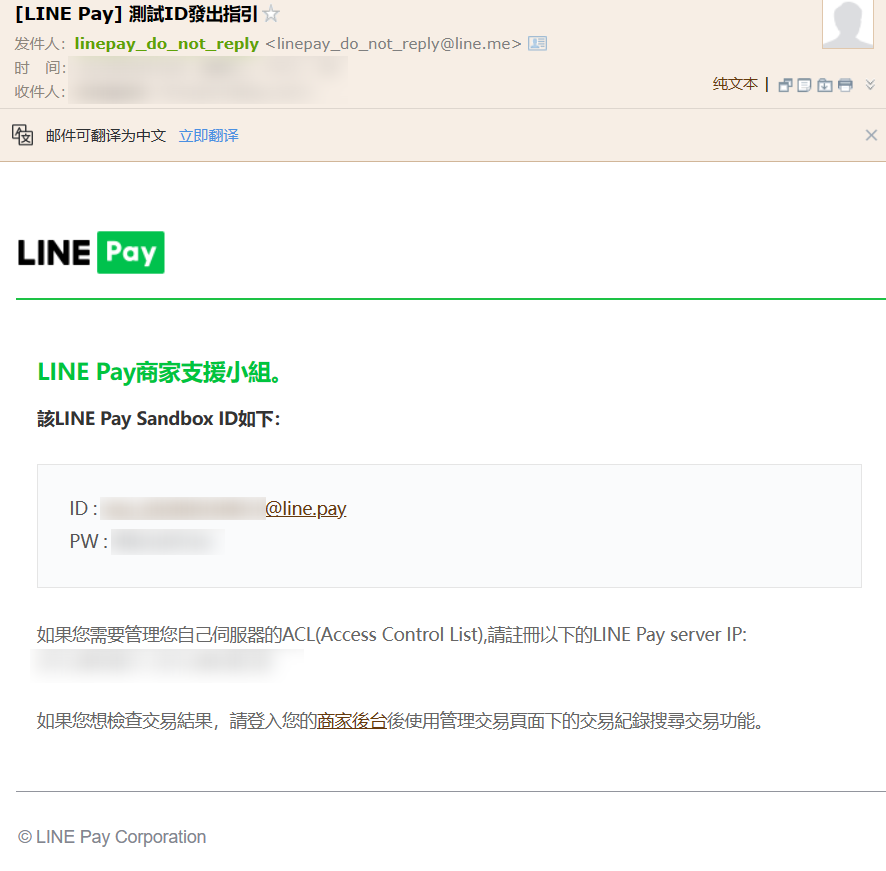 [LINE Pay] 測試ID發出指引
发件人: linepay_do_not_reply <linepay_do_not_reply@line.me>
时 间:
收件人:
纯文本 |
邮件可翻译为中文 立即翻译
LINE Pay
LINE Pay商家支援小組。
該LINE Pay Sandbox ID如下:
ID : @line.pay
PW :
如果您需要管理您自己伺服器的ACL(Access Control List),請註冊以下的LINE Pay server IP:
如果您想檢查交易結果，請登入您的商家後台後使用管理交易頁面下的交易紀錄搜尋交易功能。
© LINE Pay Corporation